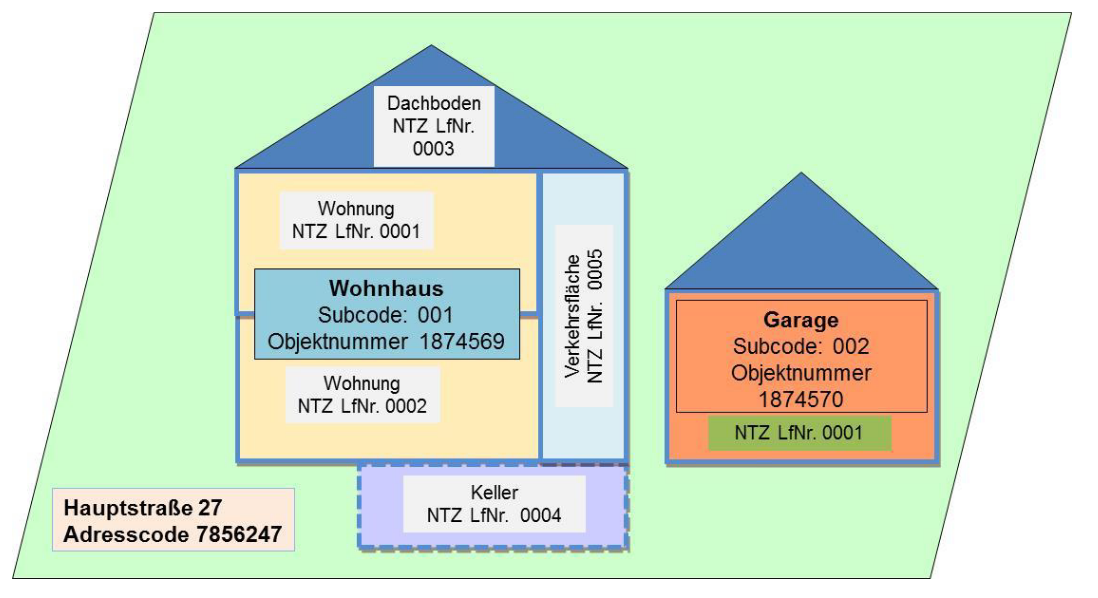 Dachboden
NTZ LfNr.
0003
Wohnung
NTZ LfNr. 0001
Wohnhaus
Subcode: 001
Objektnummer 1874569
Wohnung
NTZ LfNr. 0002
Verkehrsfläche
NTZ LfNr. 0005
Keller
NTZ LfNr. 0004
Garage
Subcode: 002
Objektnummer
1874570
NTZ LfNr. 0001
Hauptstraße 27
Adresscode 7856247